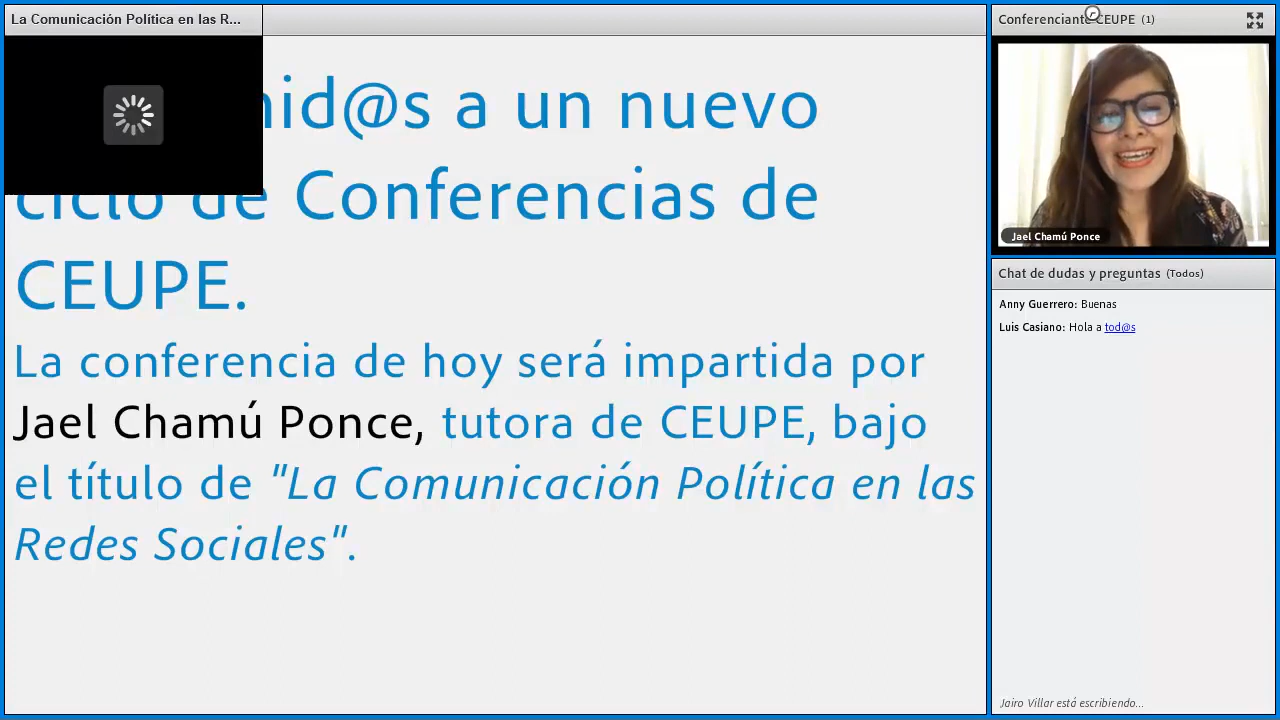 La Comunicación Política en las R...
nid@s a un nuevo
ciclo de Conferencias de
CEUPE.
La conferencia de hoy será impartida por
Jael Chamú Ponce, tutora de CEUPE, bajo
el título de "La Comunicación Política en las
Redes Sociales".
Conferenciante CEUPE (1)
Jael Chamú Ponce
Chat de dudas y preguntas (Todos)
Anny Guerrero: Buenas
Luis Casiano: Hola a tod@s
Jairo Villar está escribiendo...